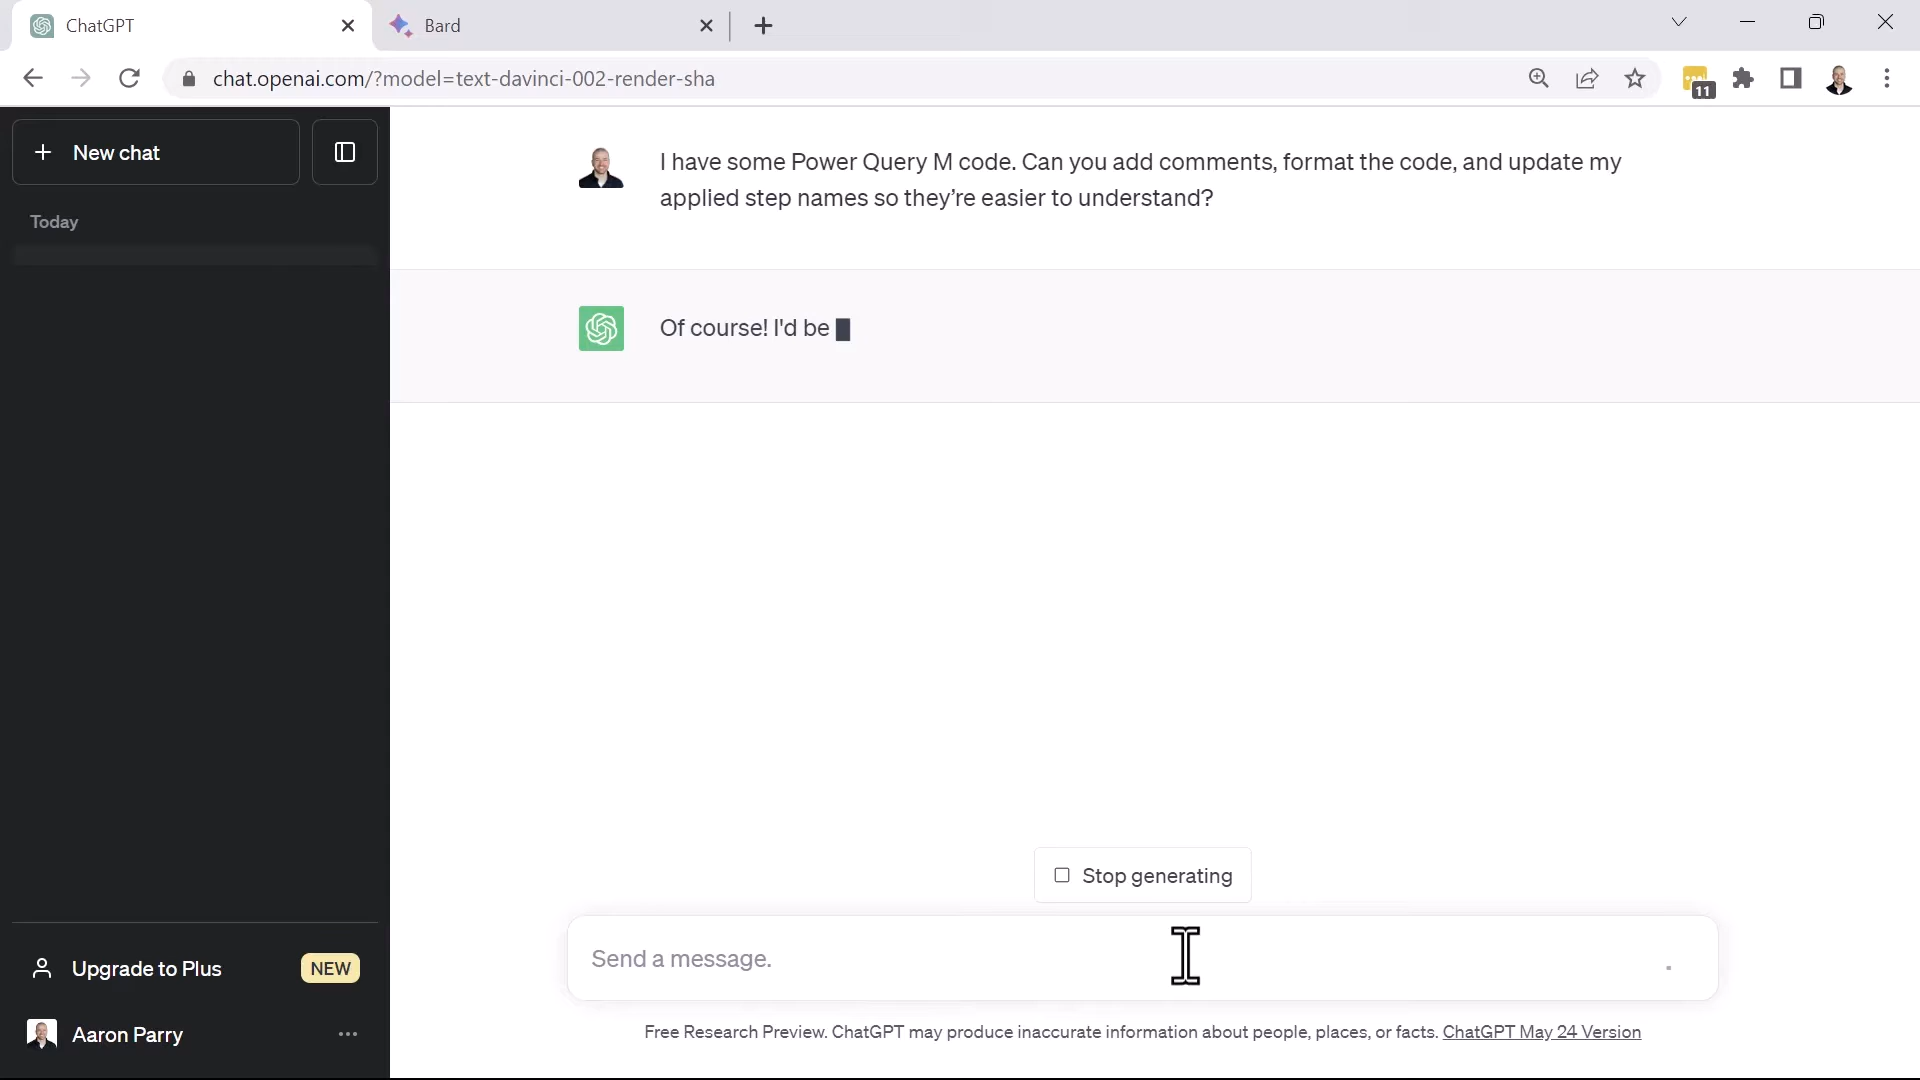 ChatGPT
Bard
chat.openai.com/?model=text-davinci-002-render-sha
11
New chat
Today
I have some Power Query M code. Can you add comments, format the code, and update my
applied step names so they’re easier to understand?
Of course! I'd be
Stop generating
Send a message.
Upgrade to Plus
NEW
Aaron Parry
Free Research Preview. ChatGPT may produce inaccurate information about people, places, or facts. ChatGPT May 24 Version